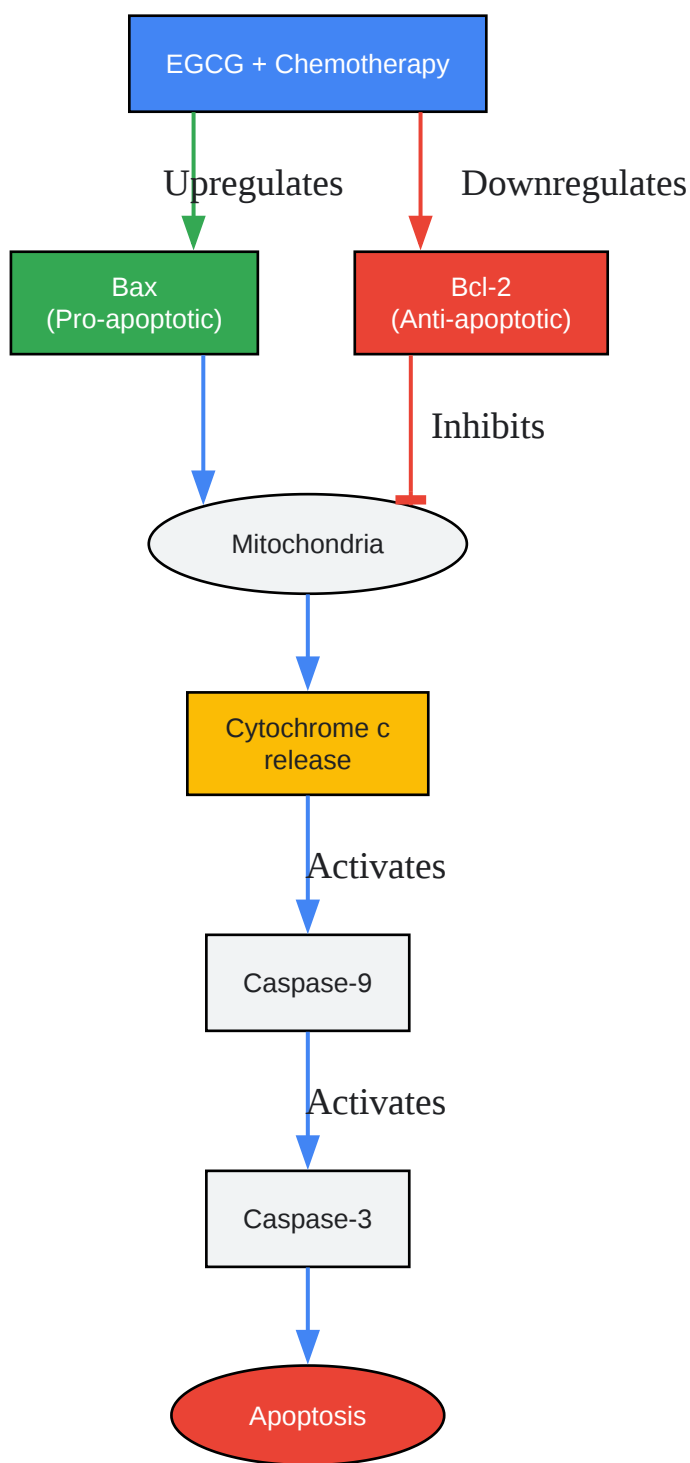 EGCG + Chemotherapy
Upregulates
Downregulates
Bax
(Pro-apoptotic)
Bcl-2
(Anti-apoptotic)
Inhibits
Mitochondria
Cytochrome c
release
Activates
Caspase-9
Activates
Caspase-3
Apoptosis